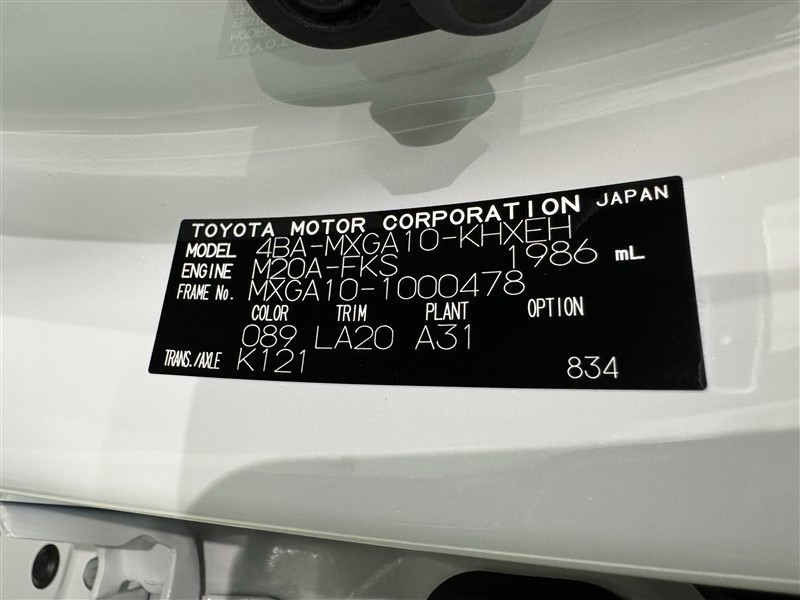 TOYOTA MOTOR CORPORATION JAPAN
MODEL 4BA-MXGA10-KHXEH
ENGINE M20A-FKS 1986 mL
FRAME No. MXGA10-1000478
COLOR TRIM PLANT OPTION
089 LA20 A31
TRANS./AXLE K121 834